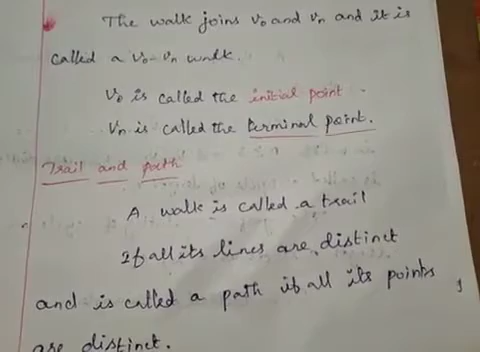 The walk joins v₀ and vₙ and it is
called a v₀-vₙ walk.
v₀ is called the initial point.
vₙ is called the terminal point.
Trail and path
A walk is called a trail
If all its lines are distinct
and is called a path if all its points
are distinct.